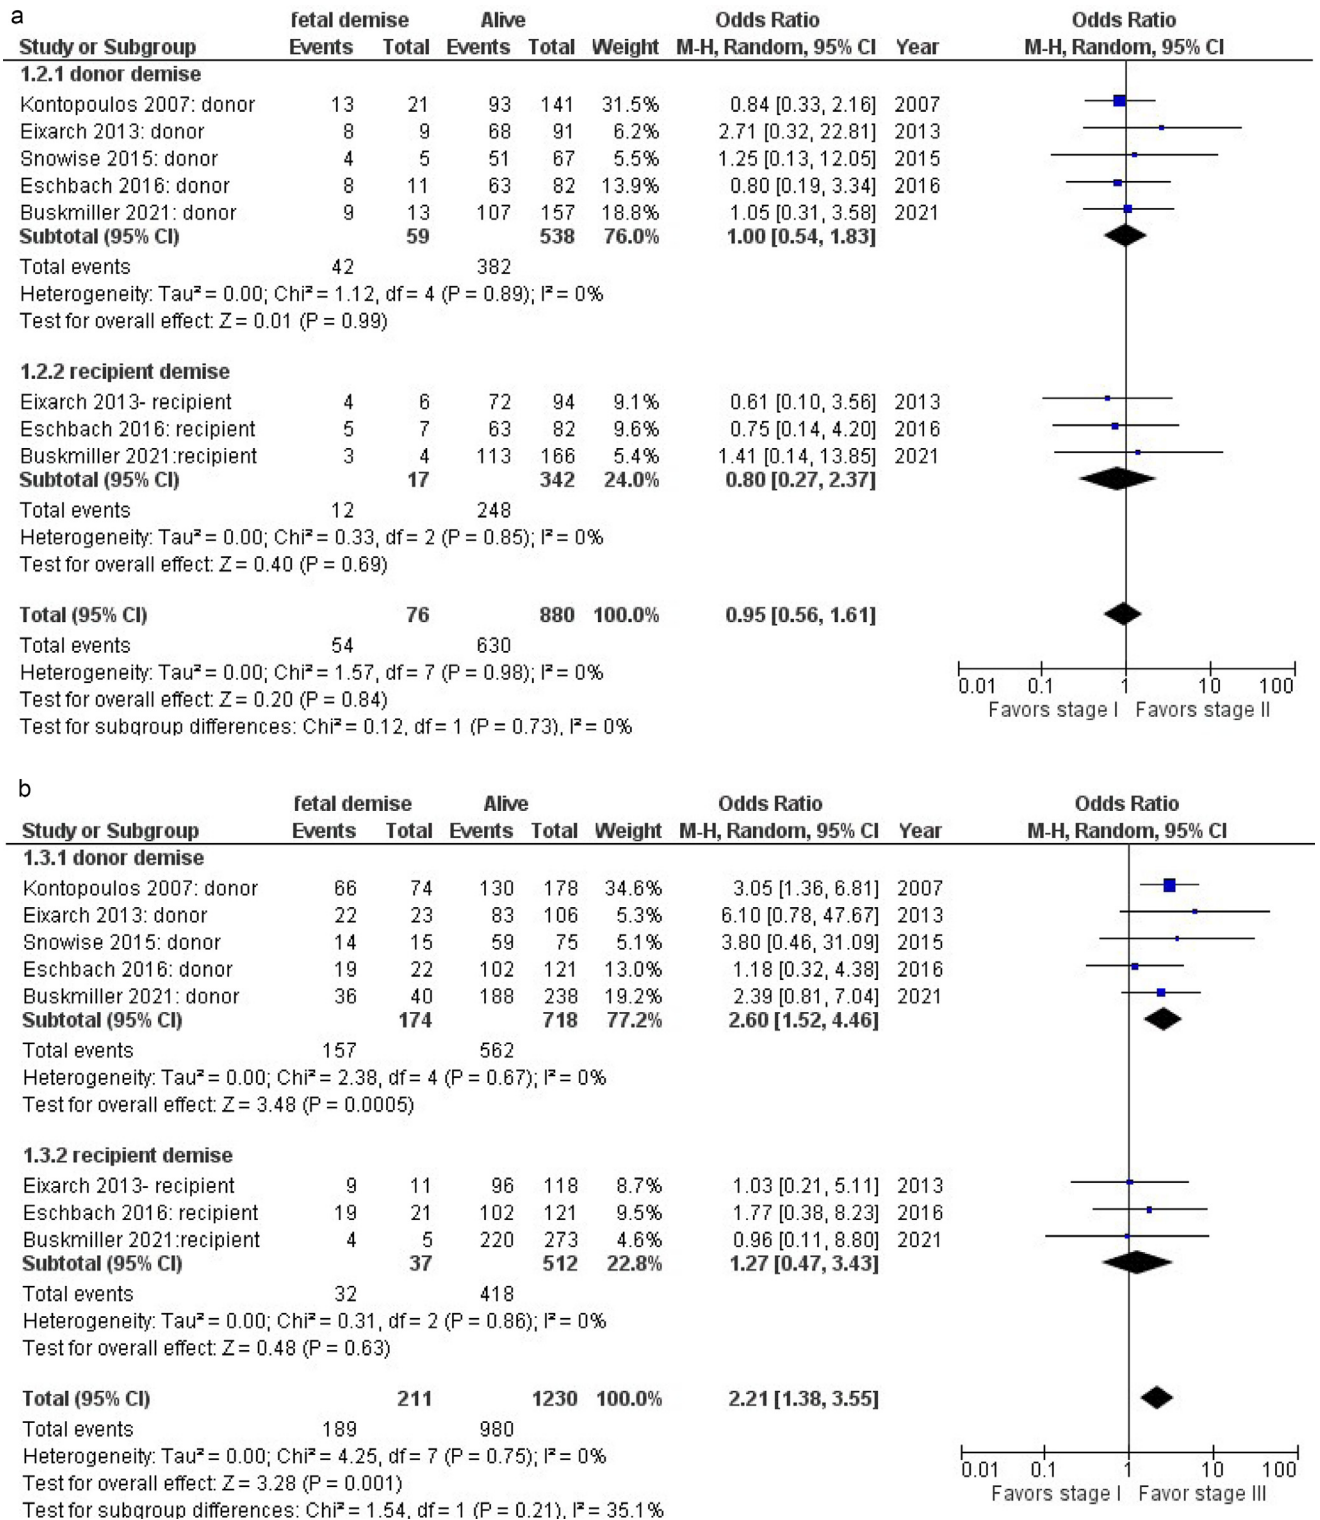 a
fetal demise Alive Odds Ratio Odds Ratio
Study or Subgroup Events Total Events Total Weight M-H, Random, 95% CI Year M-H, Random, 95% CI
1.2.1 donor demise
Kontopoulos 2007: donor 13 21 93 141 31.5% 0.84 [0.33, 2.16] 2007
Eixarch 2013: donor 8 9 68 91 6.2% 2.71 [0.32, 22.81] 2013
Snowise 2015: donor 4 5 51 67 5.5% 1.25 [0.13, 12.05] 2015
Eschbach 2016: donor 8 11 63 82 13.9% 0.80 [0.19, 3.34] 2016
Buskmiller 2021: donor 9 13 107 157 18.8% 1.05 [0.31, 3.58] 2021
Subtotal (95% CI) 59 538 76.0% 1.00 [0.54, 1.83]
Total events 42 382
Heterogeneity: Tau² = 0.00; Chi² = 1.12, df = 4 (P = 0.89); I² = 0%
Test for overall effect: Z = 0.01 (P = 0.99)
1.2.2 recipient demise
Eixarch 2013- recipient 4 6 72 94 9.1% 0.61 [0.10, 3.56] 2013
Eschbach 2016: recipient 5 7 63 82 9.6% 0.75 [0.14, 4.20] 2016
Buskmiller 2021:recipient 3 4 113 166 5.4% 1.41 [0.14, 13.85] 2021
Subtotal (95% CI) 17 342 24.0% 0.80 [0.27, 2.37]
Total events 12 248
Heterogeneity: Tau² = 0.00; Chi² = 0.33, df = 2 (P = 0.85); I² = 0%
Test for overall effect: Z = 0.40 (P = 0.69)
Total (95% CI) 76 880 100.0% 0.95 [0.56, 1.61]
Total events 54 630
Heterogeneity: Tau² = 0.00; Chi² = 1.57, df = 7 (P = 0.98); I² = 0%
Test for overall effect: Z = 0.20 (P = 0.84)
Test for subgroup differences: Chi² = 0.12, df = 1 (P = 0.73), I² = 0%
0.01 0.1 1 10 100
Favors stage I Favors stage II
b
fetal demise Alive Odds Ratio Odds Ratio
Study or Subgroup Events Total Events Total Weight M-H, Random, 95% CI Year M-H, Random, 95% CI
1.3.1 donor demise
Kontopoulos 2007: donor 66 74 130 178 34.6% 3.05 [1.36, 6.81] 2007
Eixarch 2013: donor 22 23 83 106 5.3% 6.10 [0.78, 47.67] 2013
Snowise 2015: donor 14 15 59 75 5.1% 3.80 [0.46, 31.09] 2015
Eschbach 2016: donor 19 22 102 121 13.0% 1.18 [0.32, 4.38] 2016
Buskmiller 2021: donor 36 40 188 238 19.2% 2.39 [0.81, 7.04] 2021
Subtotal (95% CI) 174 718 77.2% 2.60 [1.52, 4.46]
Total events 157 562
Heterogeneity: Tau² = 0.00; Chi² = 2.38, df = 4 (P = 0.67); I² = 0%
Test for overall effect: Z = 3.48 (P = 0.0005)
1.3.2 recipient demise
Eixarch 2013- recipient 9 11 96 118 8.7% 1.03 [0.21, 5.11] 2013
Eschbach 2016: recipient 19 21 102 121 9.5% 1.77 [0.38, 8.23] 2016
Buskmiller 2021:recipient 4 5 220 273 4.6% 0.96 [0.11, 8.80] 2021
Subtotal (95% CI) 37 512 22.8% 1.27 [0.47, 3.43]
Total events 32 418
Heterogeneity: Tau² = 0.00; Chi² = 0.31, df = 2 (P = 0.86); I² = 0%
Test for overall effect: Z = 0.48 (P = 0.63)
Total (95% CI) 211 1230 100.0% 2.21 [1.38, 3.55]
Total events 189 980
Heterogeneity: Tau² = 0.00; Chi² = 4.25, df = 7 (P = 0.75); I² = 0%
Test for overall effect: Z = 3.28 (P = 0.001)
Test for subgroup differences: Chi² = 1.54, df = 1 (P = 0.21), I² = 35.1%
0.01 0.1 1 10 100
Favors stage I Favor stage III